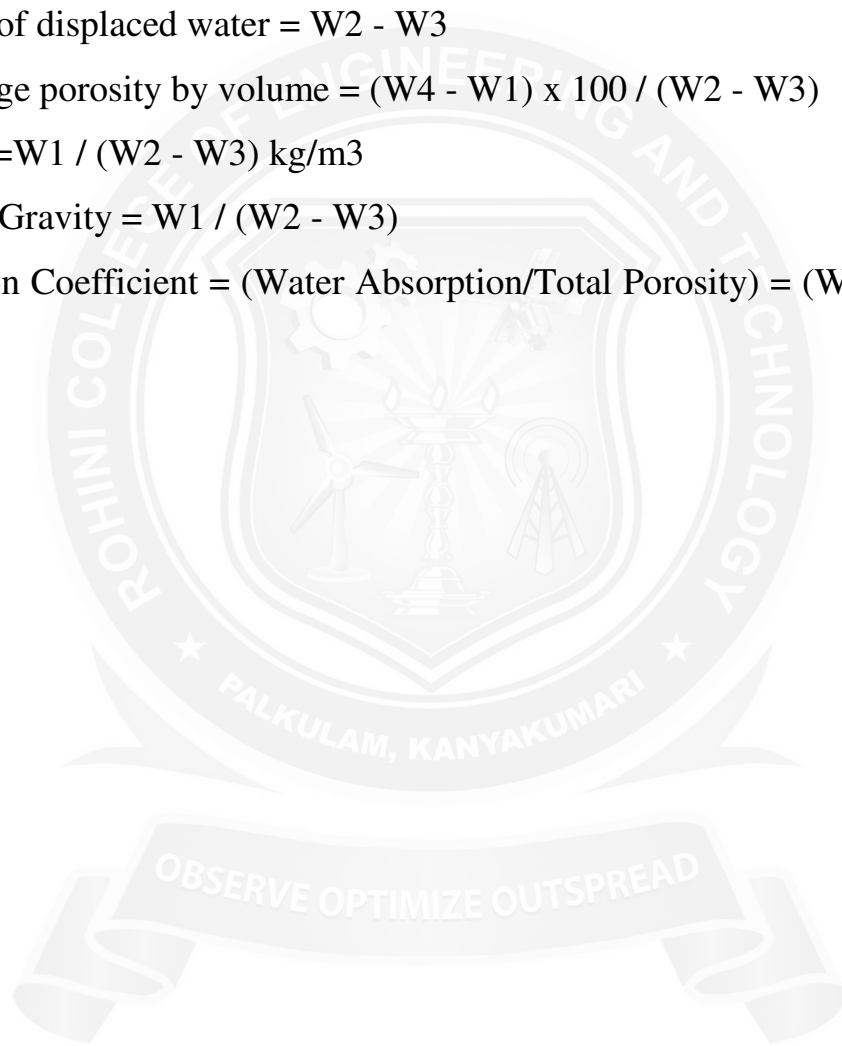 of displaced water = W2 - W3
ge porosity by volume = (W4 - W1) x 100 / (W2 - W3)
=W1 / (W2 - W3) kg/m3
Gravity = W1 / (W2 - W3)
n Coefficient = (Water Absorption/Total Porosity) = (W
ROHINI COLLEGE OF ENGINEERING AND TECHNOLOGY
PALKULAM, KANYAKUMARI
OBSERVE OPTIMIZE OUTSPREAD